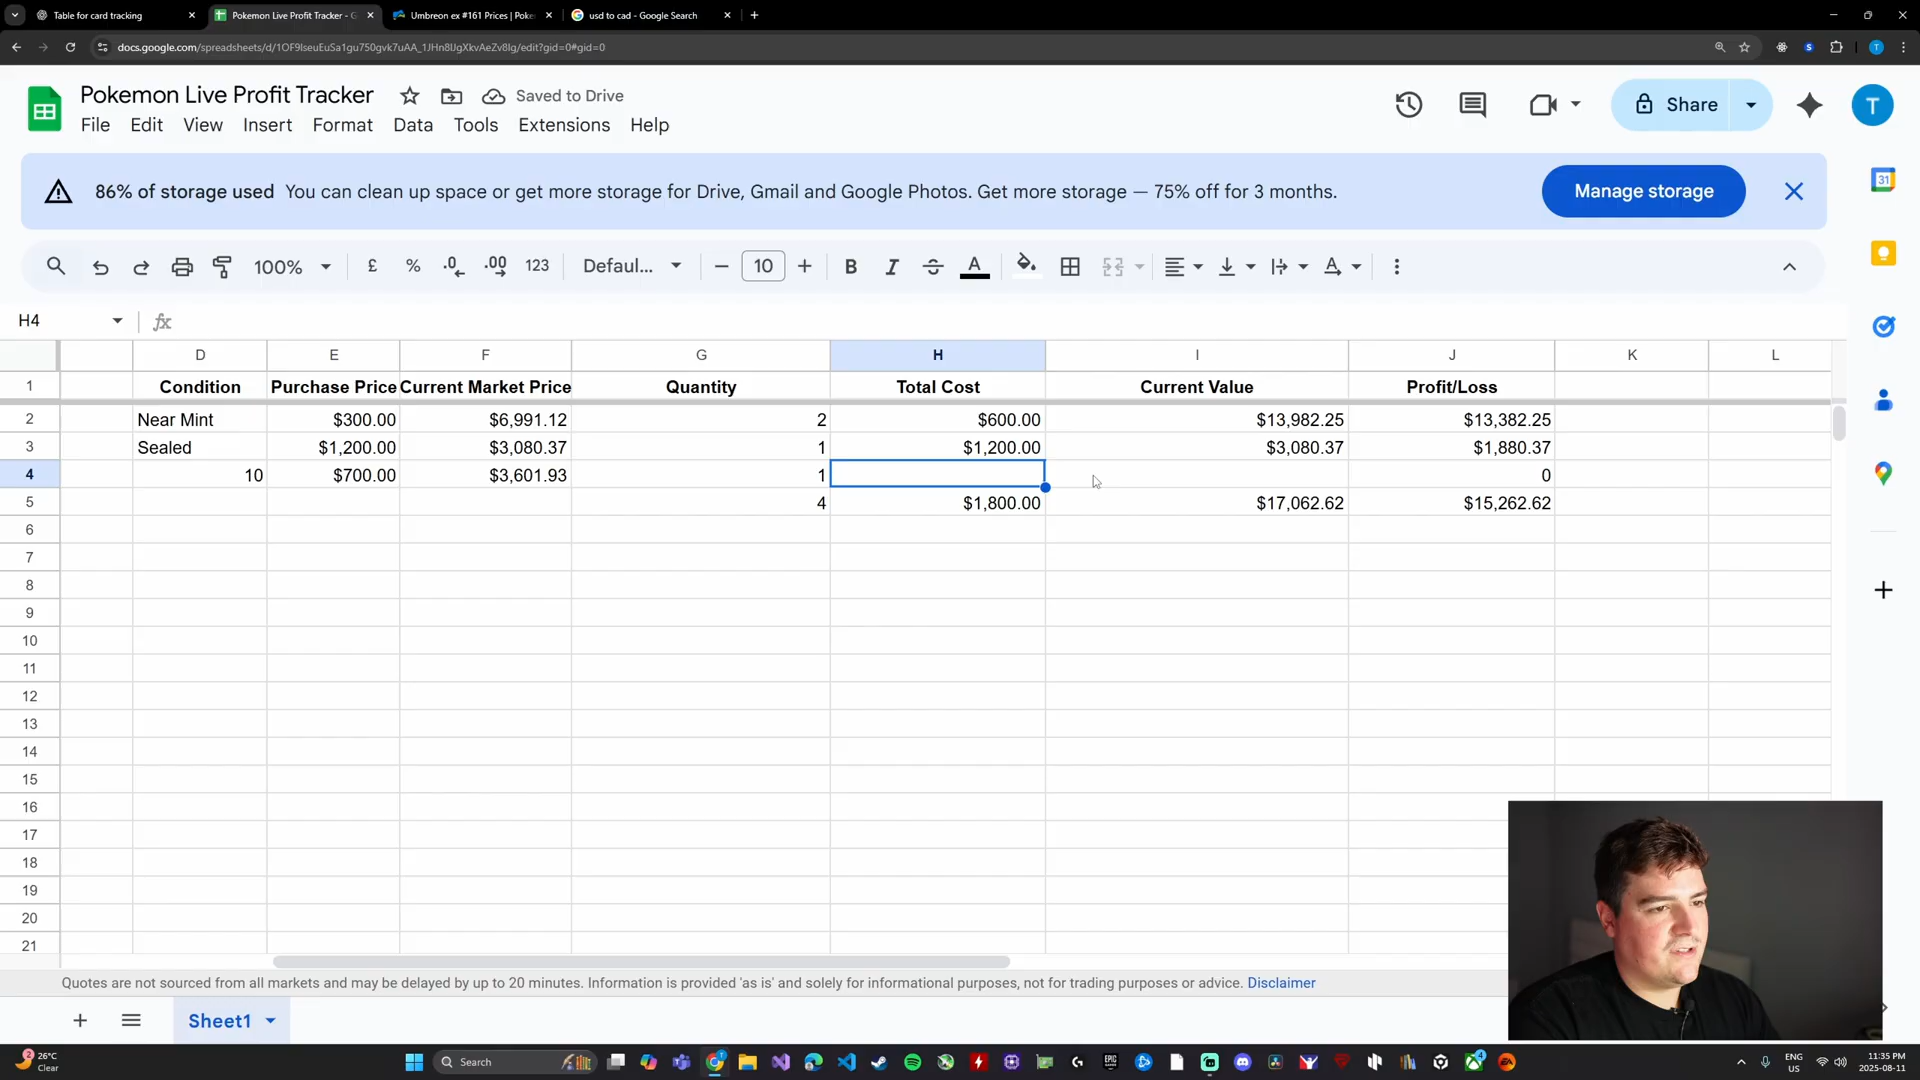 Table for card tracking
Pokemon Live Profit Tracker - G
Umbreon ex #161 Prices | Poke
usd to cad - Google Search
docs.google.com/spreadsheets/d/1OF9IseuEuSa1gu750gvk7uAA_1JHn8lJgXkvAeZv8Ig/edit?gid=0#gid=0
Pokemon Live Profit Tracker
Saved to Drive
File Edit View Insert Format Data Tools Extensions Help
Share
T
86% of storage used You can clean up space or get more storage for Drive, Gmail and Google Photos. Get more storage — 75% off for 3 months.
Manage storage
100% £ % .0 .00 123 Defaul... 10 B I A
H4 fx
D E F G H I J K L
1 Condition Purchase Price Current Market Price Quantity Total Cost Current Value Profit/Loss
2 Near Mint $300.00 $6,991.12 2 $600.00 $13,982.25 $13,382.25
3 Sealed $1,200.00 $3,080.37 1 $1,200.00 $3,080.37 $1,880.37
4 10 $700.00 $3,601.93 1 0
5 4 $1,800.00 $17,062.62 $15,262.62
6
7
8
9
10
11
12
13
14
15
16
17
18
19
20
21
Quotes are not sourced from all markets and may be delayed by up to 20 minutes. Information is provided 'as is' and solely for informational purposes, not for trading purposes or advice. Disclaimer
Sheet1
26°C
Clear
Search
ENG
US
11:35 PM
2025-08-11